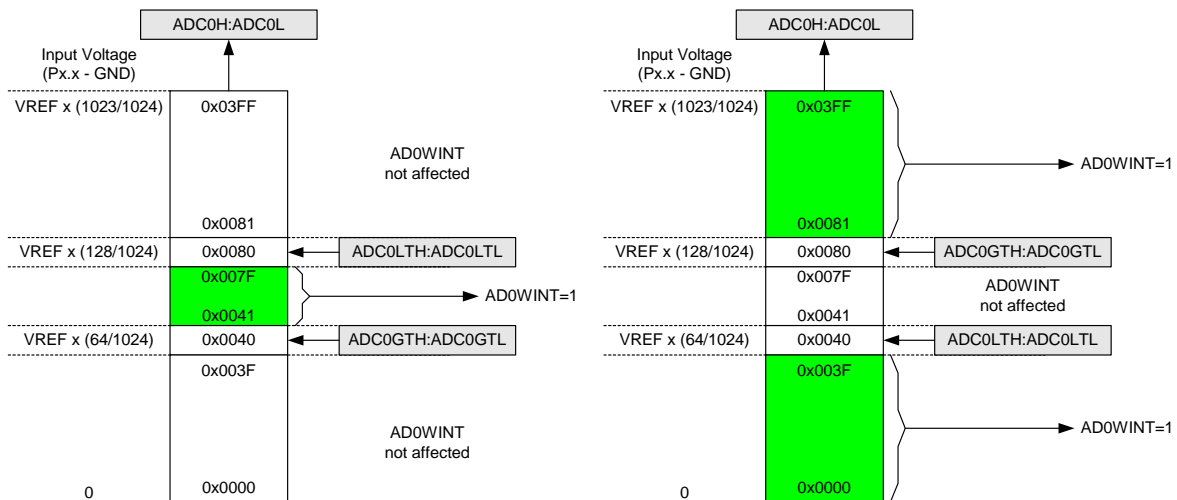 ADC0H:ADC0L
Input Voltage
(Px.x - GND)
VREF x (1023/1024)
0x03FF
AD0WINT
not affected
0x0081
VREF x (128/1024)
0x0080
ADC0LTH:ADC0LTL
0x007F
AD0WINT=1
0x0041
VREF x (64/1024)
0x0040
ADC0GTH:ADC0GTL
0x003F
AD0WINT
not affected
0
0x0000
ADC0H:ADC0L
Input Voltage
(Px.x - GND)
VREF x (1023/1024)
0x03FF
AD0WINT=1
0x0081
VREF x (128/1024)
0x0080
ADC0GTH:ADC0GTL
0x007F
AD0WINT
not affected
0x0041
VREF x (64/1024)
0x0040
ADC0LTH:ADC0LTL
0x003F
AD0WINT=1
0
0x0000